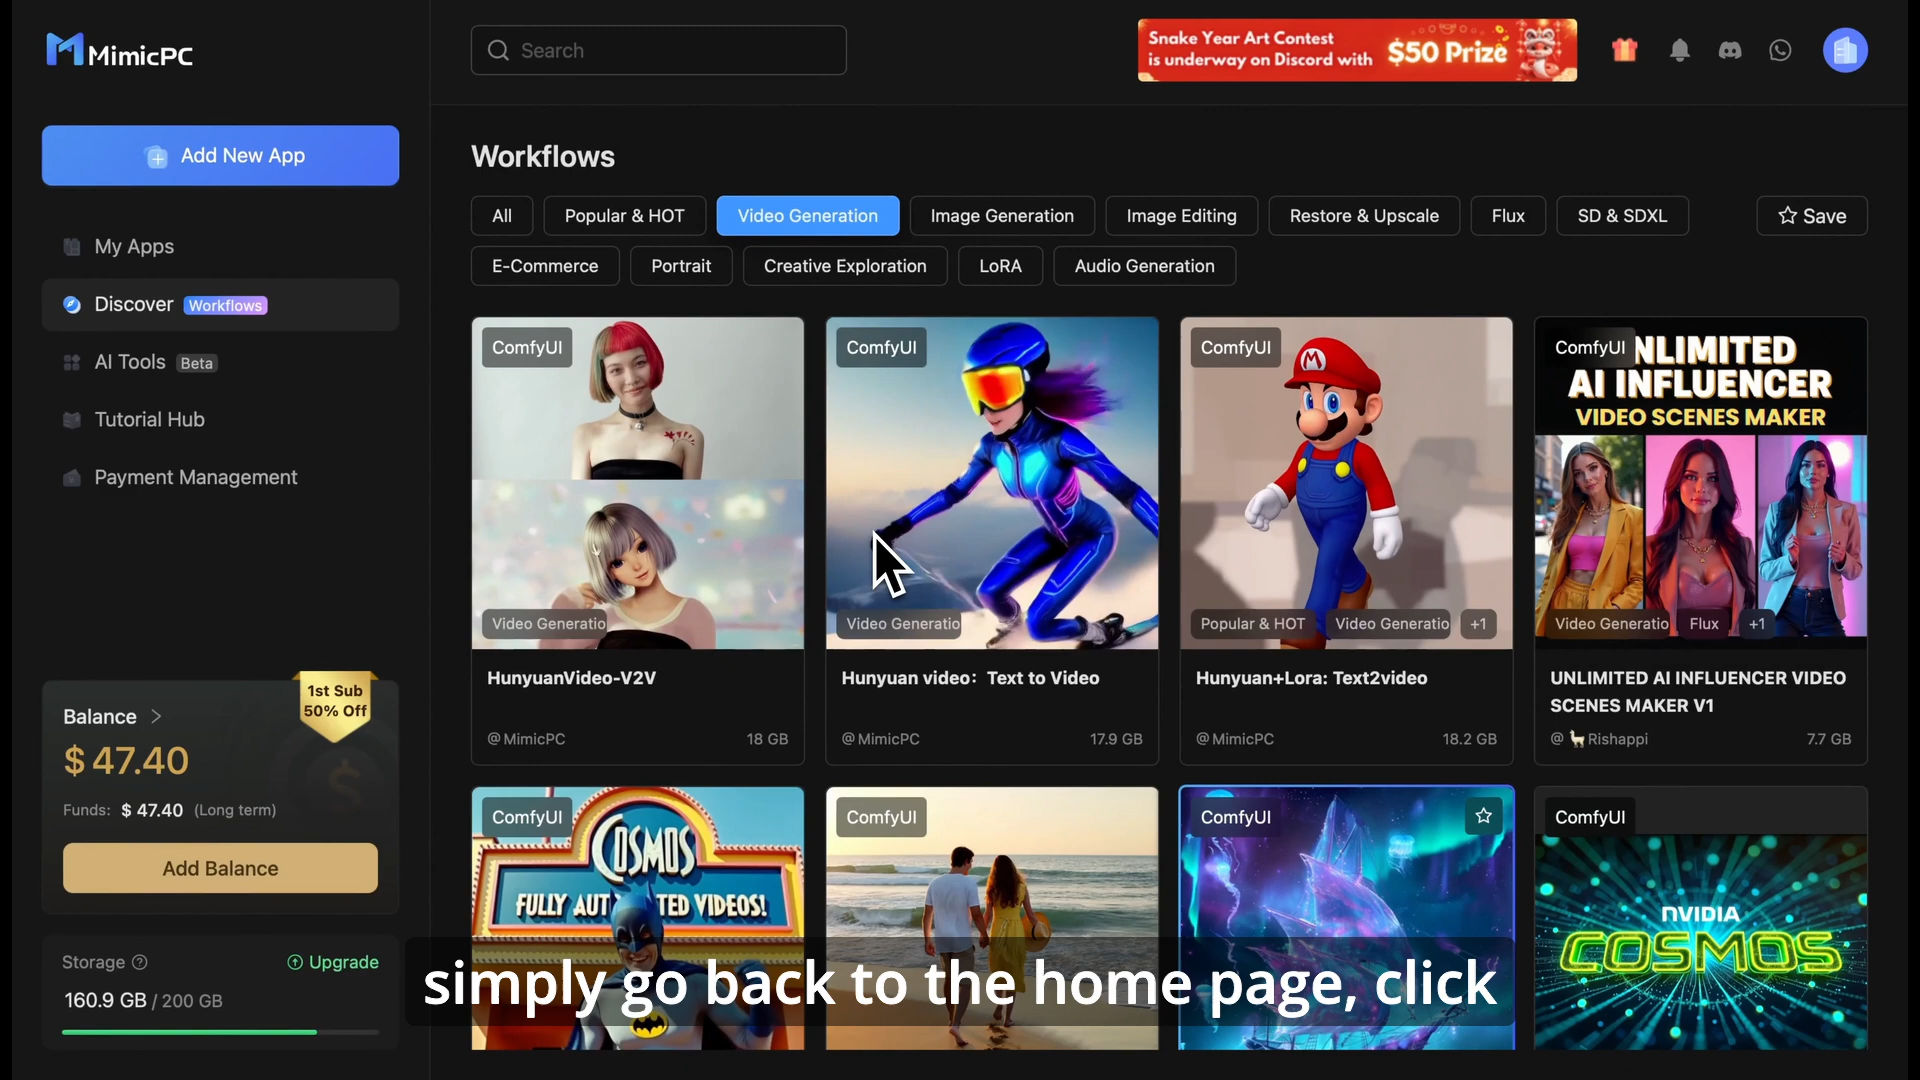 MimicPC
Search
Snake Year Art Contest
is underway on Discord with
$50 Prize
Add New App
My Apps
Discover Workflows
AI Tools Beta
Tutorial Hub
Payment Management
Balance
1st Sub
50% Off
$ 47.40
Funds: $ 47.40 (Long term)
Add Balance
Storage
Upgrade
160.9 GB / 200 GB
Workflows
All
Popular & HOT
Video Generation
Image Generation
Image Editing
Restore & Upscale
Flux
SD & SDXL
Save
E-Commerce
Portrait
Creative Exploration
LoRA
Audio Generation
ComfyUI
Video Generatio
HunyuanVideo-V2V
@MimicPC
18 GB
ComfyUI
Video Generatio
Hunyuan video: Text to Video
@MimicPC
17.9 GB
ComfyUI
M
Popular & HOT
Video Generatio
+1
Hunyuan+Lora: Text2video
@MimicPC
18.2 GB
ComfyUI
NLIMITED
AI INFLUENCER
VIDEO SCENES MAKER
Video Generatio
Flux
+1
UNLIMITED AI INFLUENCER VIDEO
SCENES MAKER V1
@ Rishappi
7.7 GB
ComfyUI
COSMOS
FULLY AUT TED VIDEOS!
ComfyUI
ComfyUI
ComfyUI
NVIDIA
COSMOS
simply go back to the home page, click